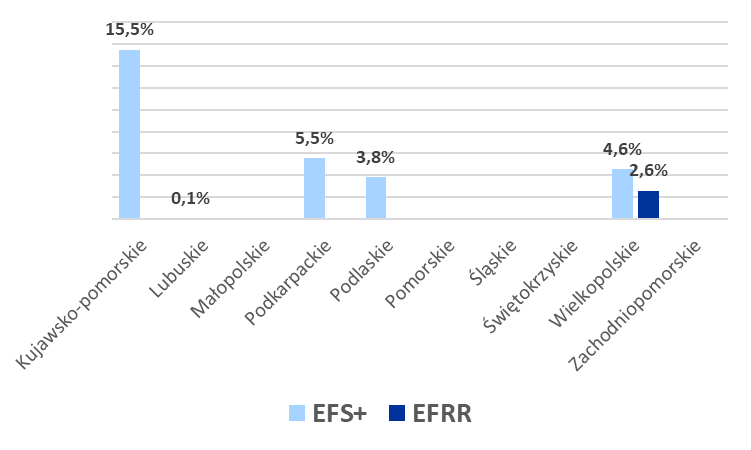 15,5%
0,1%
5,5%
3,8%
4,6%
2,6%
Kujawsko-pomorskie
Lubuskie
Małopolskie
Podkarpackie
Podlaskie
Pomorskie
Śląskie
Świętokrzyskie
Wielkopolskie
Zachodniopomorskie
EFS+ EFRR